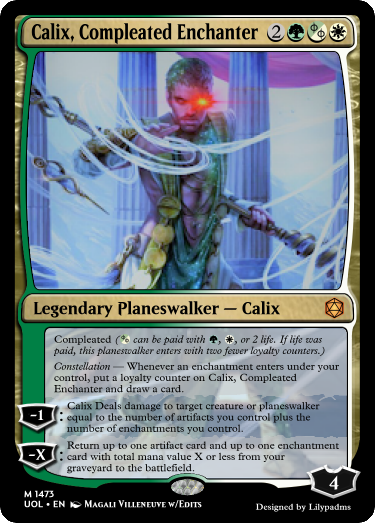 Calix, Compleated Enchanter 2
Legendary Planeswalker — Calix
Compleated ( can be paid with , , or 2 life. If life was
paid, this planeswalker enters with two fewer loyalty counters.)
Constellation — Whenever an enchantment enters under your
control, put a loyalty counter on Calix, Compleated
Enchanter and draw a card.
-1: Calix Deals damage to target creature or planeswalker
equal to the number of artifacts you control plus the
number of enchantments you control.
-X: Return up to one artifact card and up to one enchantment
card with total mana value X or less from your
graveyard to the battlefield.
4
M 1473
UOL • EN Magali Villeneuve w/Edits
Designed by Lilypadms